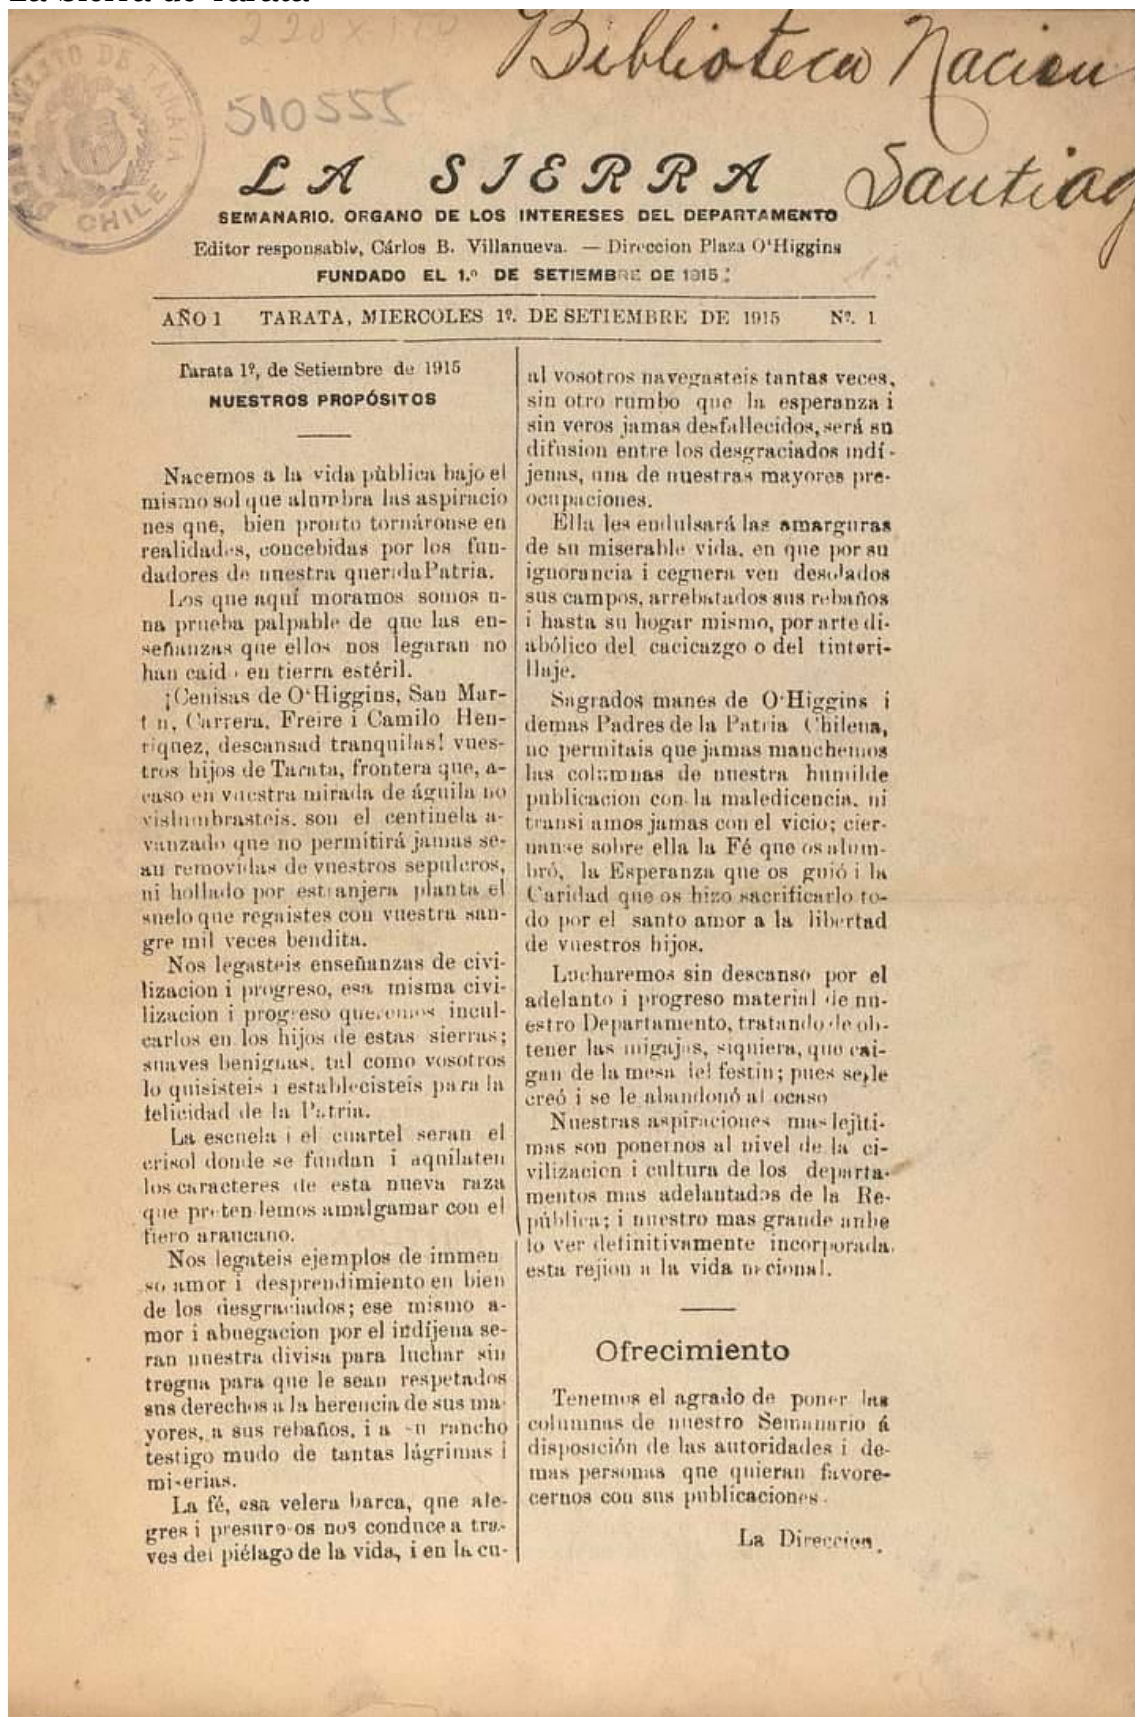 La Sierra de Tarata
220 x 170
Biblioteca Nacion
510555
Santiag
DE TARATA
CHILE
LA SIERRA
SEMANARIO. ORGANO DE LOS INTERESES DEL DEPARTAMENTO
Editor responsable, Cárlos B. Villanueva. — Direccion Plaza O'Higgins
FUNDADO EL 1.º DE SETIEMBRE DE 1915
AÑO 1 TARATA, MIERCOLES 1º. DE SETIEMBRE DE 1915 Nº. 1
Tarata 1º, de Setiembre de 1915
NUESTROS PROPÓSITOS
Nacemos a la vida pùblica bajo el
mismo sol que alumbra las aspiracio
nes que, bien pronto tornáronse en
realidades, concebidas por los fun-
dadores de nuestra querida Patria.
Los que aquí moramos somos u-
na prueba palpable de que las en-
señanzas que ellos nos legaran no
han caido en tierra estéril.
¡Cenisas de O'Higgins, San Mar-
tin, Carrera, Freire i Camilo Hen-
riquez, descansad tranquilas! vues-
tros hijos de Tarata, frontera que, a-
caso en vuestra mirada de águila no
vislumbrasteis, son el centinela a-
vanzado que no permitirá jamas se-
an removidas de vuestros sepulcros,
ni hollado por estranjera planta el
suelo que regaistes con vuestra san-
gre mil veces bendita.
Nos legasteis enseñanzas de civi-
lizacion i progreso, esa misma civi-
lizacion i progreso queremos incul-
carlos en los hijos de estas sierras;
suaves benignas, tal como vosotros
lo quisisteis i establecisteis para la
felicidad de la Patria.
La escuela i el cuartel seran el
crisol donde se fundan i aquilaten
los caracteres de esta nueva raza
que pretendemos amalgamar con el
fiero araucano.
Nos legateis ejemplos de immen
so amor i desprendimiento en bien
de los desgraciados; ese mismo a-
mor i abnegacion por el indíjena se-
ran nuestra divisa para luchar sin
tregua para que le sean respetados
sus derechos a la herencia de sus ma-
yores, a sus rebaños, i a su rancho
testigo mudo de tantas lágrimas i
miserias.
La fé, esa velera barca, que ale-
gres i presurosos nos conduce a tra-
ves del piélago de la vida, i en la cu-
al vosotros navegasteis tantas veces,
sin otro rumbo que la esperanza i
sin veros jamas desfallecidos, será su
difusion entre los desgraciados indí-
jenas, una de nuestras mayores pre-
ocupaciones.
Ella les endulsará las amarguras
de su miserable vida, en que por su
ignorancia i ceguera ven desolados
sus campos, arrebatados sus rebaños
i hasta su hogar mismo, por arte di-
abólico del cacicazgo o del tinteri-
llaje.
Sagrados manes de O'Higgins i
demas Padres de la Patria Chilena,
no permitais que jamas manchemos
las columnas de nuestra humilde
publicacion con la maledicencia, ni
transijamos jamas con el vicio; cier-
nanse sobre ella la Fé que os alum-
bró, la Esperanza que os guió i la
Caridad que os hizo sacrificarlo to-
do por el santo amor a la libertad
de vuestros hijos.
Lucharemos sin descanso por el
adelanto i progreso material de nu-
estro Departamento, tratando de ob-
tener las migajas, siquiera, que cai-
gan de la mesa del festin; pues se le
creó i se le abandonó al ocaso
Nuestras aspiraciones mas lejìti-
mas son ponernos al nivel de la ci-
vilizacion i cultura de los departa-
mentos mas adelantados de la Re-
pública; i nuestro mas grande anhe
lo ver definitivamente incorporada
esta rejion a la vida nacional.
Ofrecimiento
Tenemos el agrado de poner las
columnas de nuestro Semanario á
disposición de las autoridades i de-
mas personas que quieran favore-
cernos con sus publicaciones.
La Direccion.